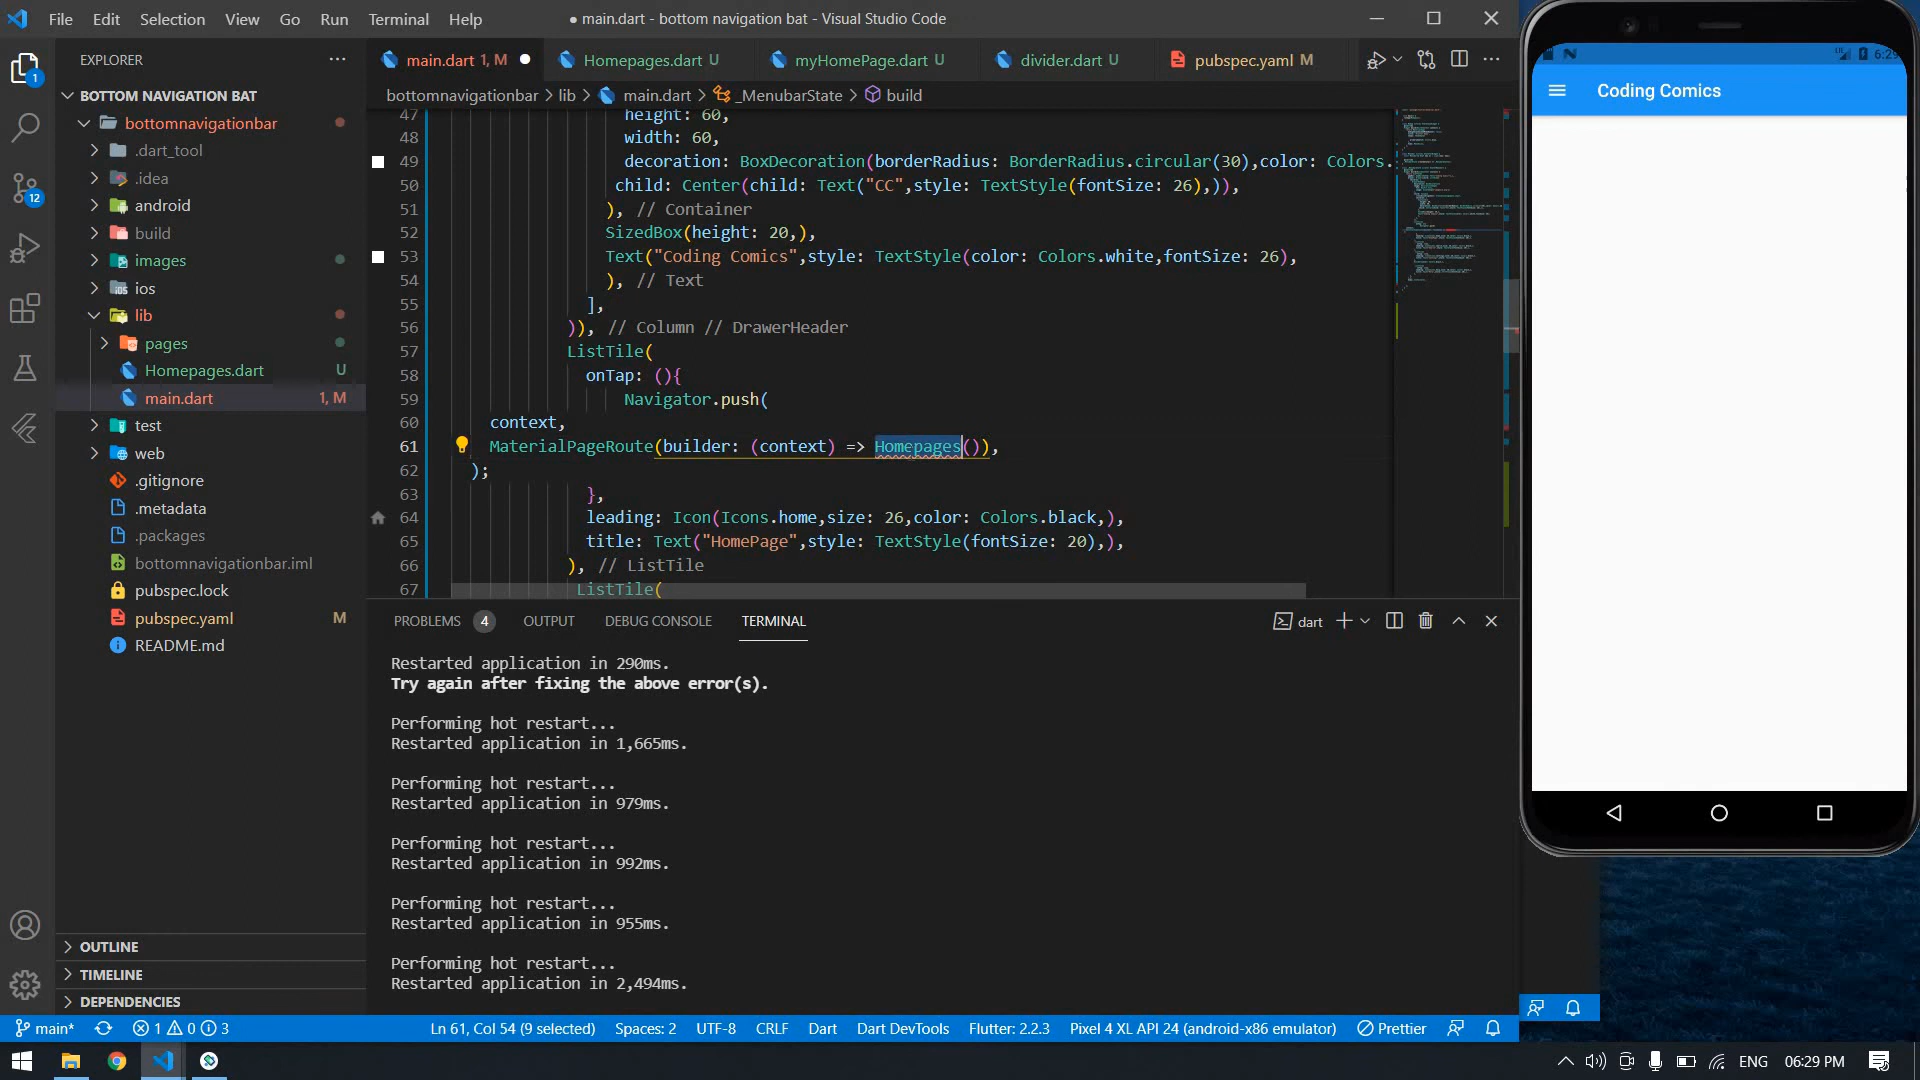 File Edit Selection View Go Run Terminal Help
● main.dart - bottom navigation bat - Visual Studio Code
EXPLORER
main.dart 1, M
Homepages.dart U
myHomePage.dart U
divider.dart U
pubspec.yaml M
BOTTOM NAVIGATION BAT
bottomnavigationbar > lib > main.dart > _MenubarState > build
bottomnavigationbar
.dart_tool
.idea
android
build
images
ios
lib
pages
Homepages.dart U
main.dart 1, M
test
web
.gitignore
.metadata
.packages
bottomnavigationbar.iml
pubspec.lock
pubspec.yaml M
README.md
OUTLINE
TIMELINE
DEPENDENCIES
47 height: 60,
48 width: 60,
49 decoration: BoxDecoration(borderRadius: BorderRadius.circular(30),color: Colors.
50 child: Center(child: Text("CC",style: TextStyle(fontSize: 26),)),
51 ), // Container
52 SizedBox(height: 20,),
53 Text("Coding Comics",style: TextStyle(color: Colors.white,fontSize: 26),
54 ), // Text
55 ],
56 )), // Column // DrawerHeader
57 ListTile(
58 onTap: (){
59 Navigator.push(
60 context,
61 MaterialPageRoute(builder: (context) => Homepages()),
62 );
63 },
64 leading: Icon(Icons.home,size: 26,color: Colors.black,),
65 title: Text("HomePage",style: TextStyle(fontSize: 20),),
66 ), // ListTile
67 ListTile(
PROBLEMS 4 OUTPUT DEBUG CONSOLE TERMINAL
dart
Restarted application in 290ms.
Try again after fixing the above error(s).
Performing hot restart...
Restarted application in 1,665ms.
Performing hot restart...
Restarted application in 979ms.
Performing hot restart...
Restarted application in 992ms.
Performing hot restart...
Restarted application in 955ms.
Performing hot restart...
Restarted application in 2,494ms.
1
12
main* 1 0 3
Ln 61, Col 54 (9 selected) Spaces: 2 UTF-8 CRLF Dart Dart DevTools Flutter: 2.2.3 Pixel 4 XL API 24 (android-x86 emulator) Prettier
Coding Comics
ENG 06:29 PM